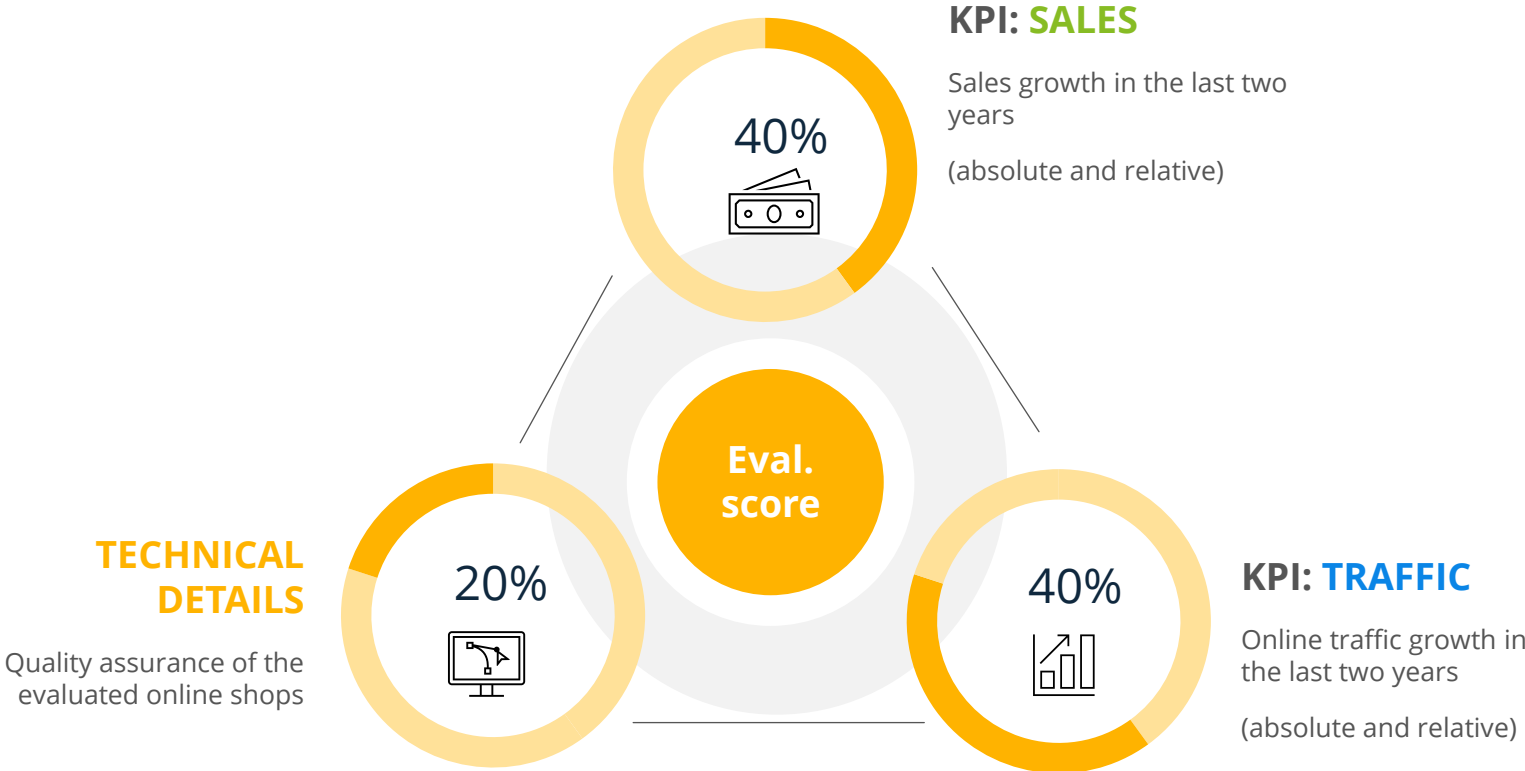 KPI: SALES
Sales growth in the last two
years
(absolute and relative)
40%
Eval.
score
TECHNICAL
DETAILS
Quality assurance of the
evaluated online shops
20%
40%
KPI: TRAFFIC
Online traffic growth in
the last two years
(absolute and relative)